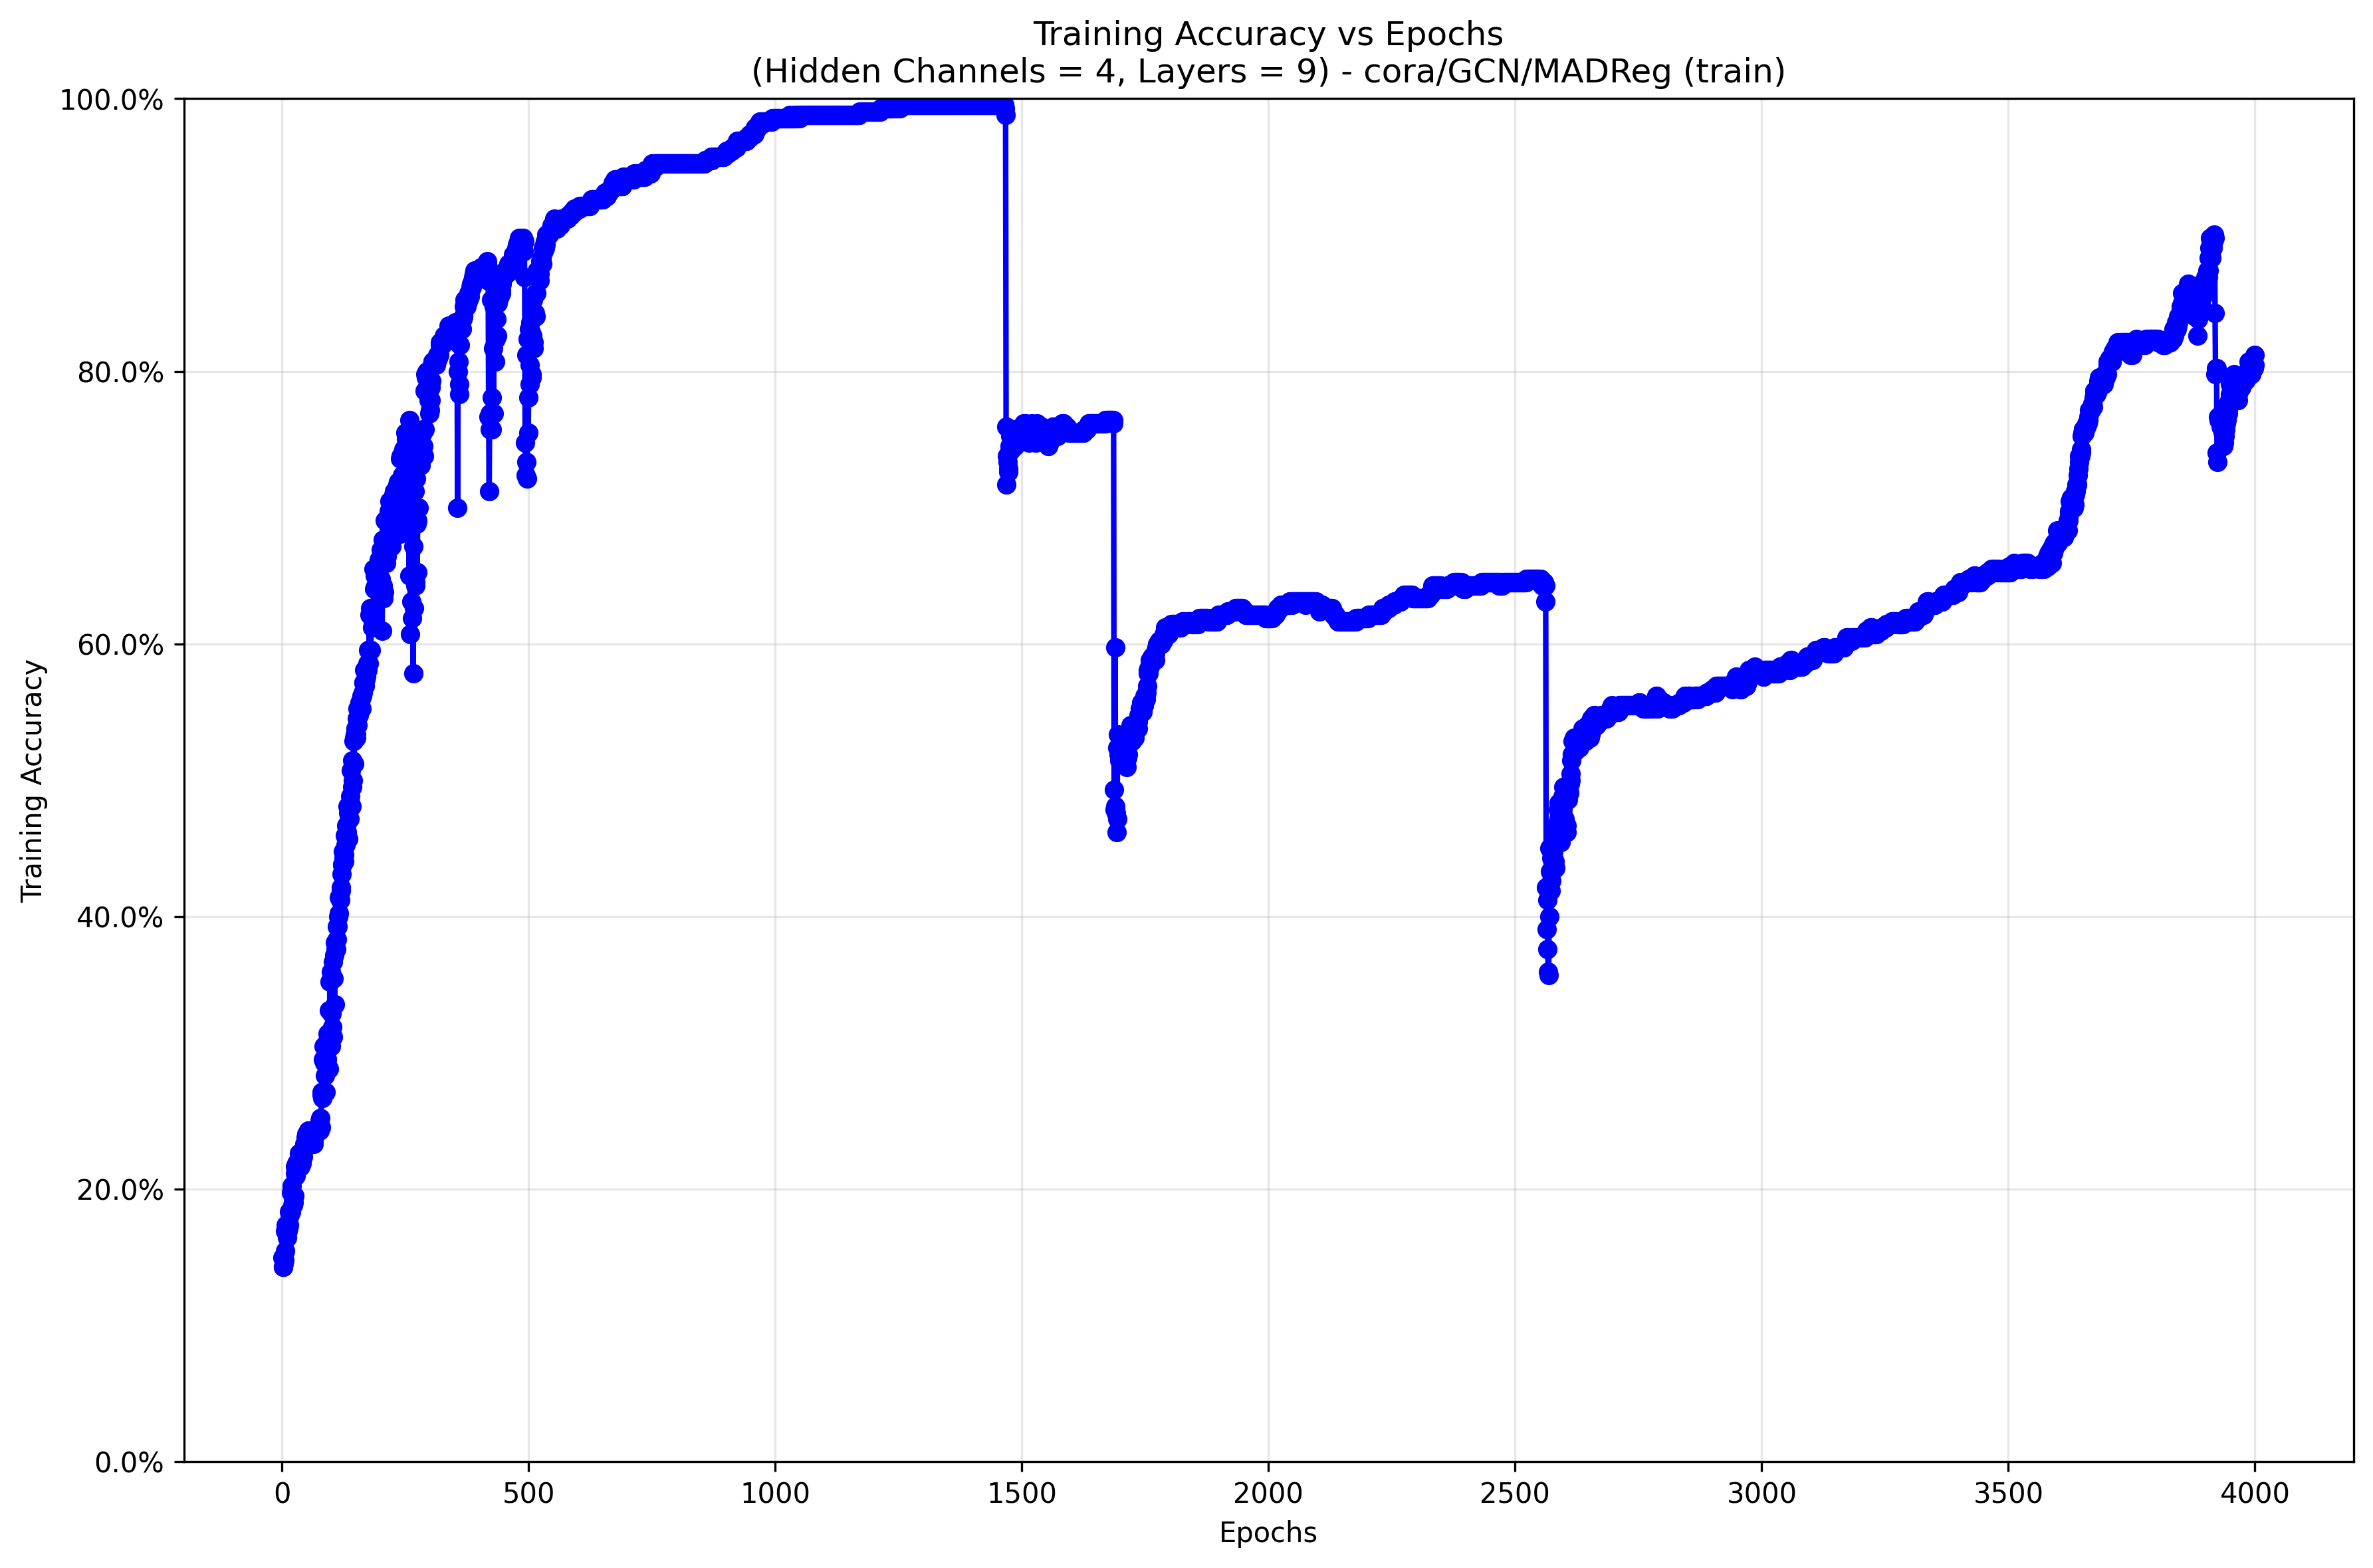 Training Accuracy vs Epochs
(Hidden Channels = 4, Layers = 9) - cora/GCN/MADReg (train)
100.0%
80.0%
60.0%
40.0%
20.0%
0.0%
Training Accuracy
0 500 1000 1500 2000 2500 3000 3500 4000
Epochs